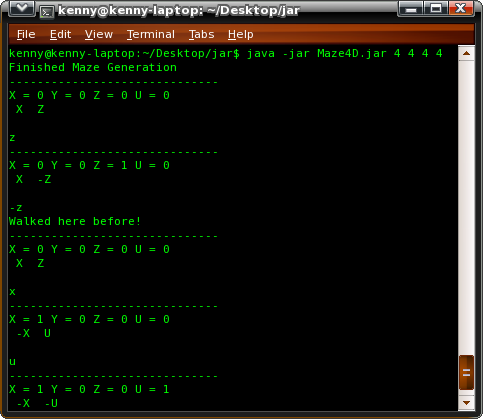 kenny@kenny-laptop: ~/Desktop/jar
File Edit View Terminal Tabs Help
kenny@kenny-laptop:~/Desktop/jar$ java -jar Maze4D.jar 4 4 4 4
Finished Maze Generation
------------------------------
X = 0 Y = 0 Z = 0 U = 0
X Z
z
------------------------------
X = 0 Y = 0 Z = 1 U = 0
X -Z
-z
Walked here before!
------------------------------
X = 0 Y = 0 Z = 0 U = 0
X Z
x
------------------------------
X = 1 Y = 0 Z = 0 U = 0
-X U
u
------------------------------
X = 1 Y = 0 Z = 0 U = 1
-X -U